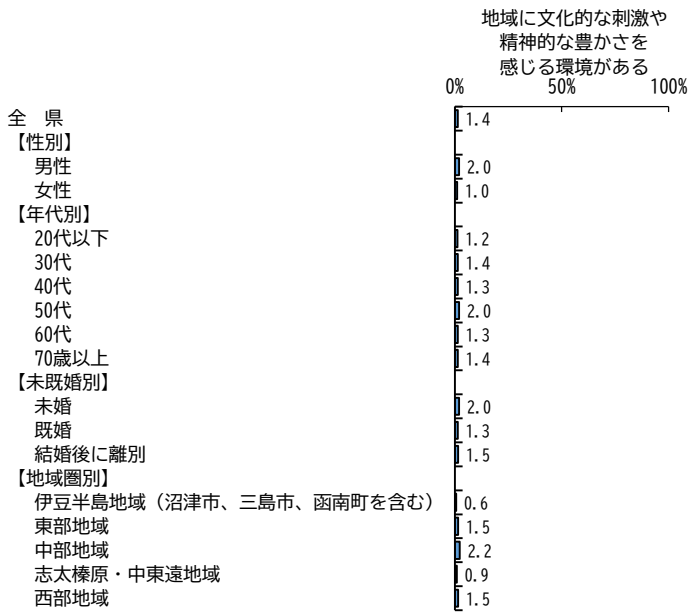 地域に文化的な刺激や
精神的な豊かさを
感じる環境がある
0% 50% 100%
全　県 1.4
【性別】
男性 2.0
女性 1.0
【年代別】
20代以下 1.2
30代 1.4
40代 1.3
50代 2.0
60代 1.3
70歳以上 1.4
【未既婚別】
未婚 2.0
既婚 1.3
結婚後に離別 1.5
【地域圏別】
伊豆半島地域（沼津市、三島市、函南町を含む） 0.6
東部地域 1.5
中部地域 2.2
志太榛原・中東遠地域 0.9
西部地域 1.5